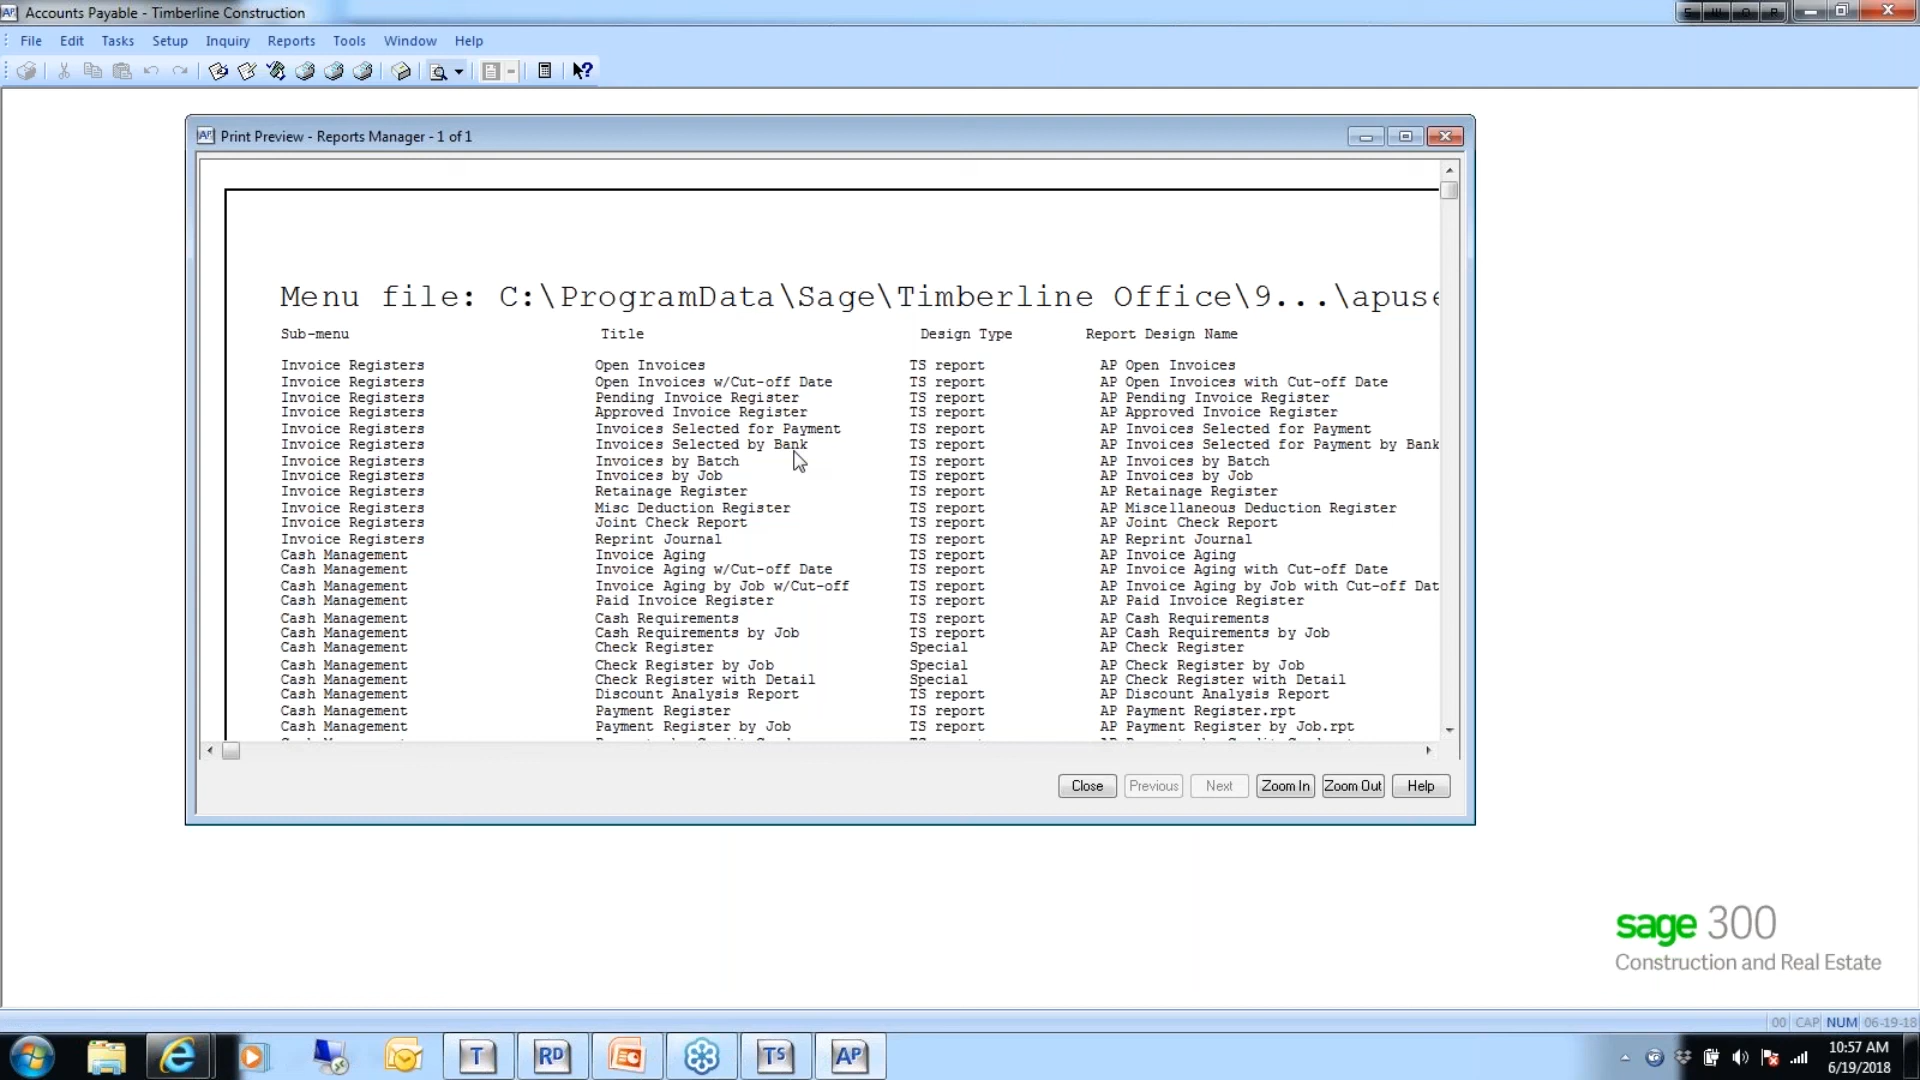 Accounts Payable - Timberline Construction
File Edit Tasks Setup Inquiry Reports Tools Window Help
Print Preview - Reports Manager - 1 of 1
Menu file: C:\ProgramData\Sage\Timberline Office\9...\apuse
Sub-menu Title Design Type Report Design Name
Invoice Registers Open Invoices TS report AP Open Invoices
Invoice Registers Open Invoices w/Cut-off Date TS report AP Open Invoices with Cut-off Date
Invoice Registers Pending Invoice Register TS report AP Pending Invoice Register
Invoice Registers Approved Invoice Register TS report AP Approved Invoice Register
Invoice Registers Invoices Selected for Payment TS report AP Invoices Selected for Payment
Invoice Registers Invoices Selected by Bank TS report AP Invoices Selected for Payment by Bank
Invoice Registers Invoices by Batch TS report AP Invoices by Batch
Invoice Registers Invoices by Job TS report AP Invoices by Job
Invoice Registers Retainage Register TS report AP Retainage Register
Invoice Registers Misc Deduction Register TS report AP Miscellaneous Deduction Register
Invoice Registers Joint Check Report TS report AP Joint Check Report
Invoice Registers Reprint Journal TS report AP Reprint Journal
Cash Management Invoice Aging TS report AP Invoice Aging
Cash Management Invoice Aging w/Cut-off Date TS report AP Invoice Aging with Cut-off Date
Cash Management Invoice Aging by Job w/Cut-off TS report AP Invoice Aging by Job with Cut-off Dat
Cash Management Paid Invoice Register TS report AP Paid Invoice Register
Cash Management Cash Requirements TS report AP Cash Requirements
Cash Management Cash Requirements by Job TS report AP Cash Requirements by Job
Cash Management Check Register Special AP Check Register
Cash Management Check Register by Job Special AP Check Register by Job
Cash Management Check Register with Detail Special AP Check Register with Detail
Cash Management Discount Analysis Report TS report AP Discount Analysis Report
Cash Management Payment Register TS report AP Payment Register.rpt
Cash Management Payment Register by Job TS report AP Payment Register by Job.rpt
Close Previous Next Zoom In Zoom Out Help
sage 300
Construction and Real Estate
00 CAP NUM 06-19-18
T RD TS AP
10:57 AM
6/19/2018